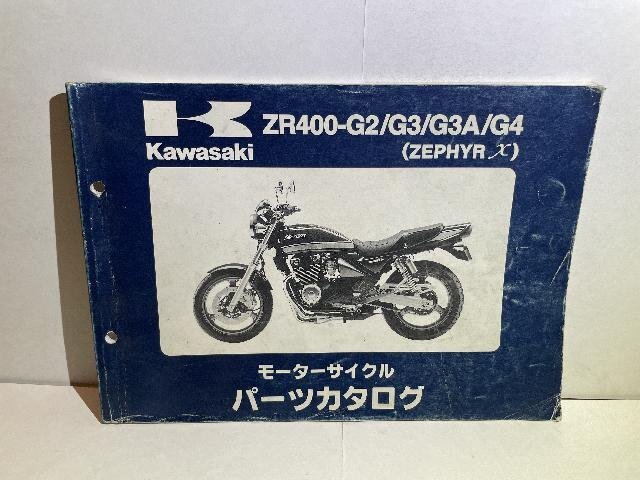 ZR400-G2/G3/G3A/G4
Kawasaki
(ZEPHYR χ)
モーターサイクル
パーツカタログ